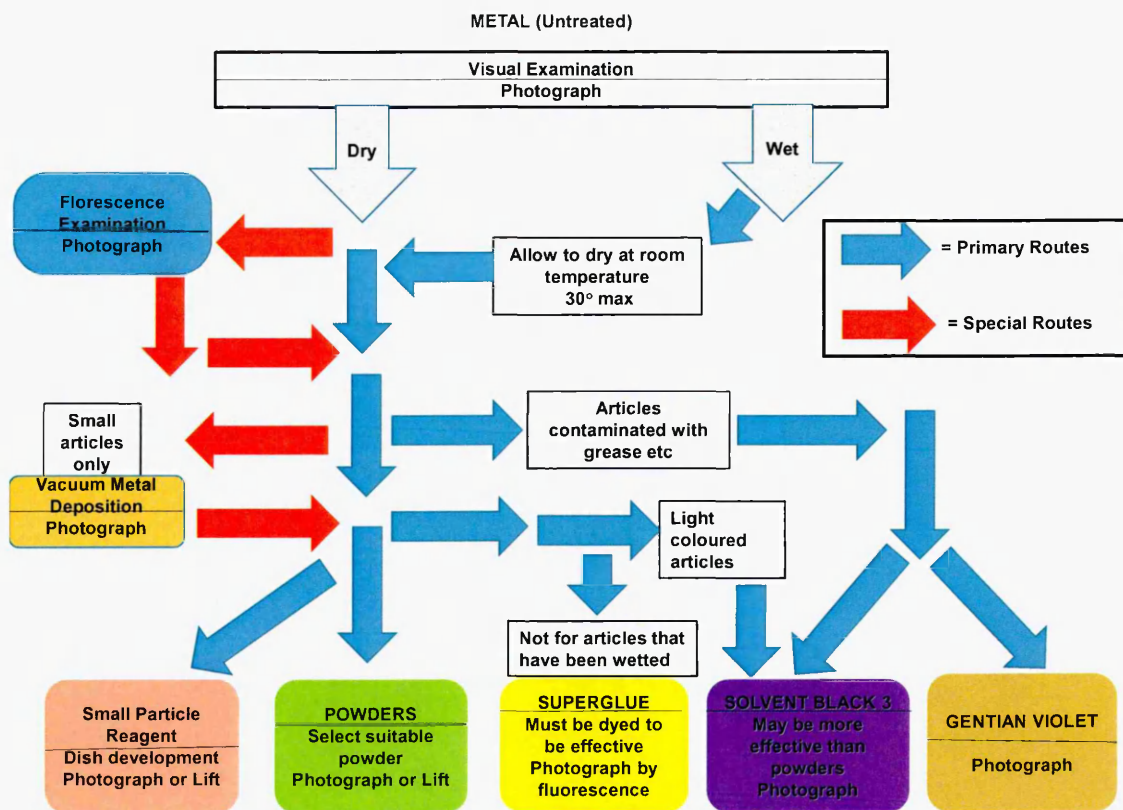 METAL (Untreated)
Visual Examination
Photograph
Dry
Wet
Florescence
Examination
Photograph
Allow to dry at room
temperature
30° max
= Primary Routes
= Special Routes
Small
articles
only
Vacuum Metal
Deposition
Photograph
Articles
contaminated with
grease etc
Light
coloured
articles
Not for articles that
have been wetted
Small Particle
Reagent
Dish development
Photograph or Lift
POWDERS
Select suitable
powder
Photograph or Lift
SUPERGLUE
Must be dyed to
be effective
Photograph by
fluorescence
SOLVENT BLACK 3
May be more
effective than
powders
Photograph
GENTIAN VIOLET
Photograph